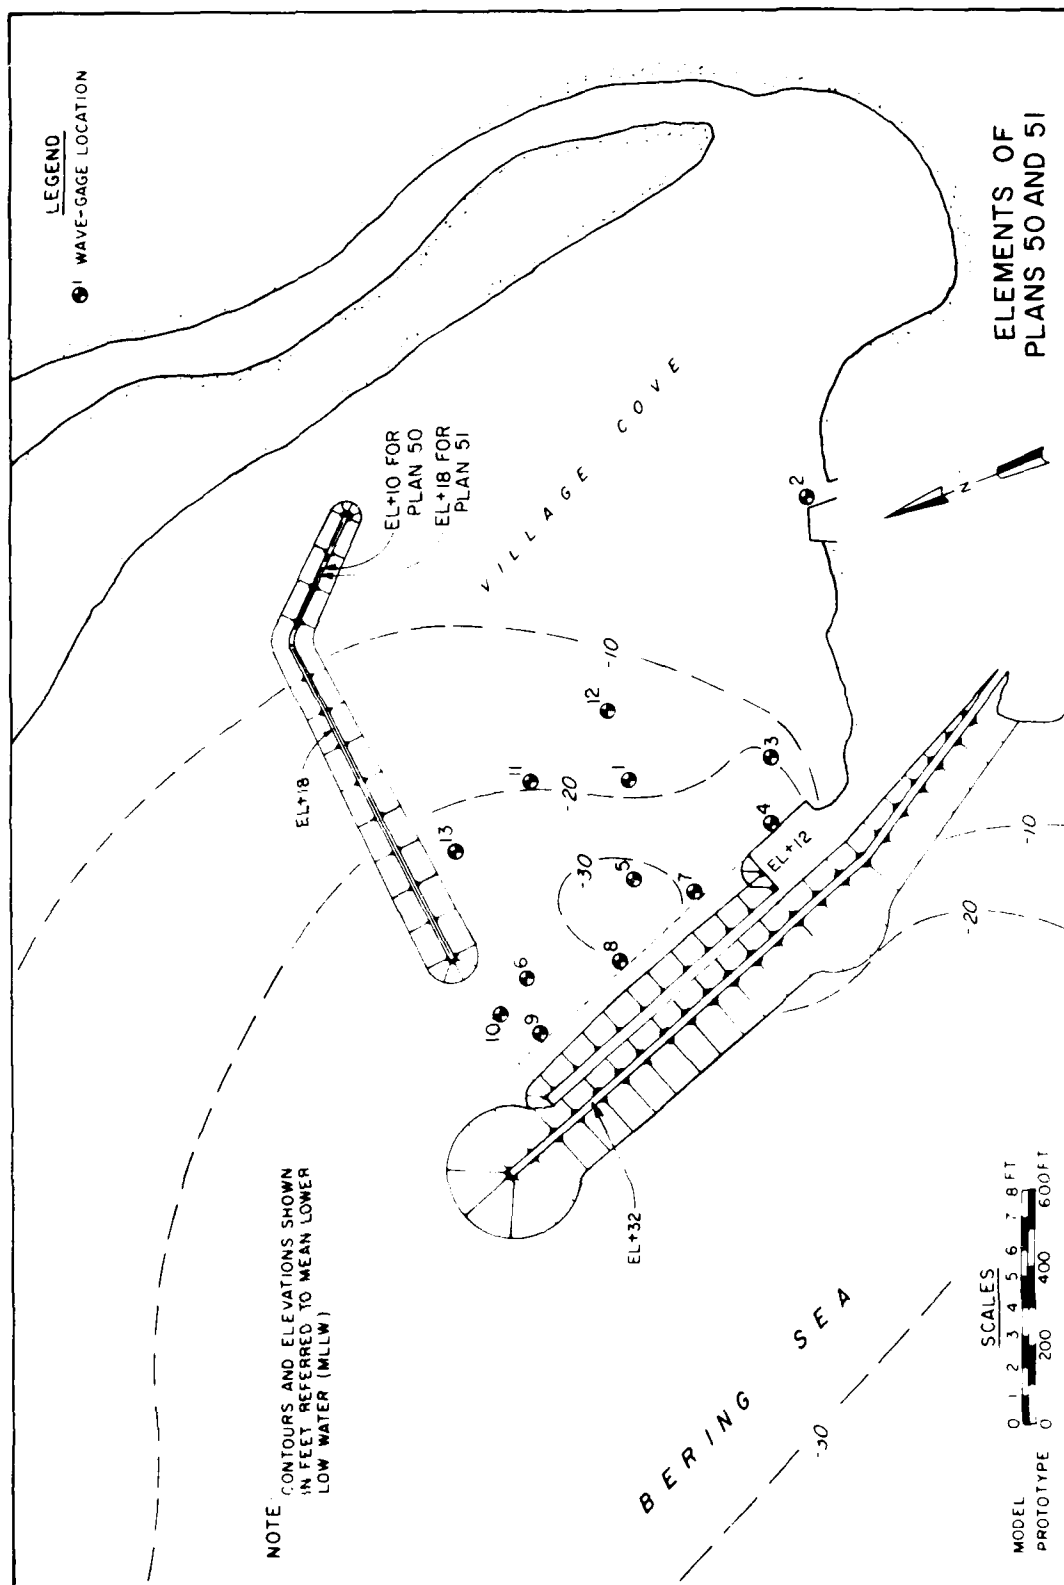 LEGEND
1 WAVE-GAGE LOCATION
NOTE: CONTOURS AND ELEVATIONS SHOWN
IN FEET REFERRED TO MEAN LOWER
LOW WATER (MLLW)
EL+18
EL+10 FOR
PLAN 50
EL+18 FOR
PLAN 51
VILLAGE COVE
-10
-20
-30
13
11
12
1
10
6
9
8
5
7
4
3
2
EL+12
EL+32
-10
-20
N
BERING SEA
-30
SCALES
MODEL 0 1 2 3 4 5 6 7 8 FT
PROTOTYPE 0 200 400 600FT
ELEMENTS OF
PLANS 50 AND 51